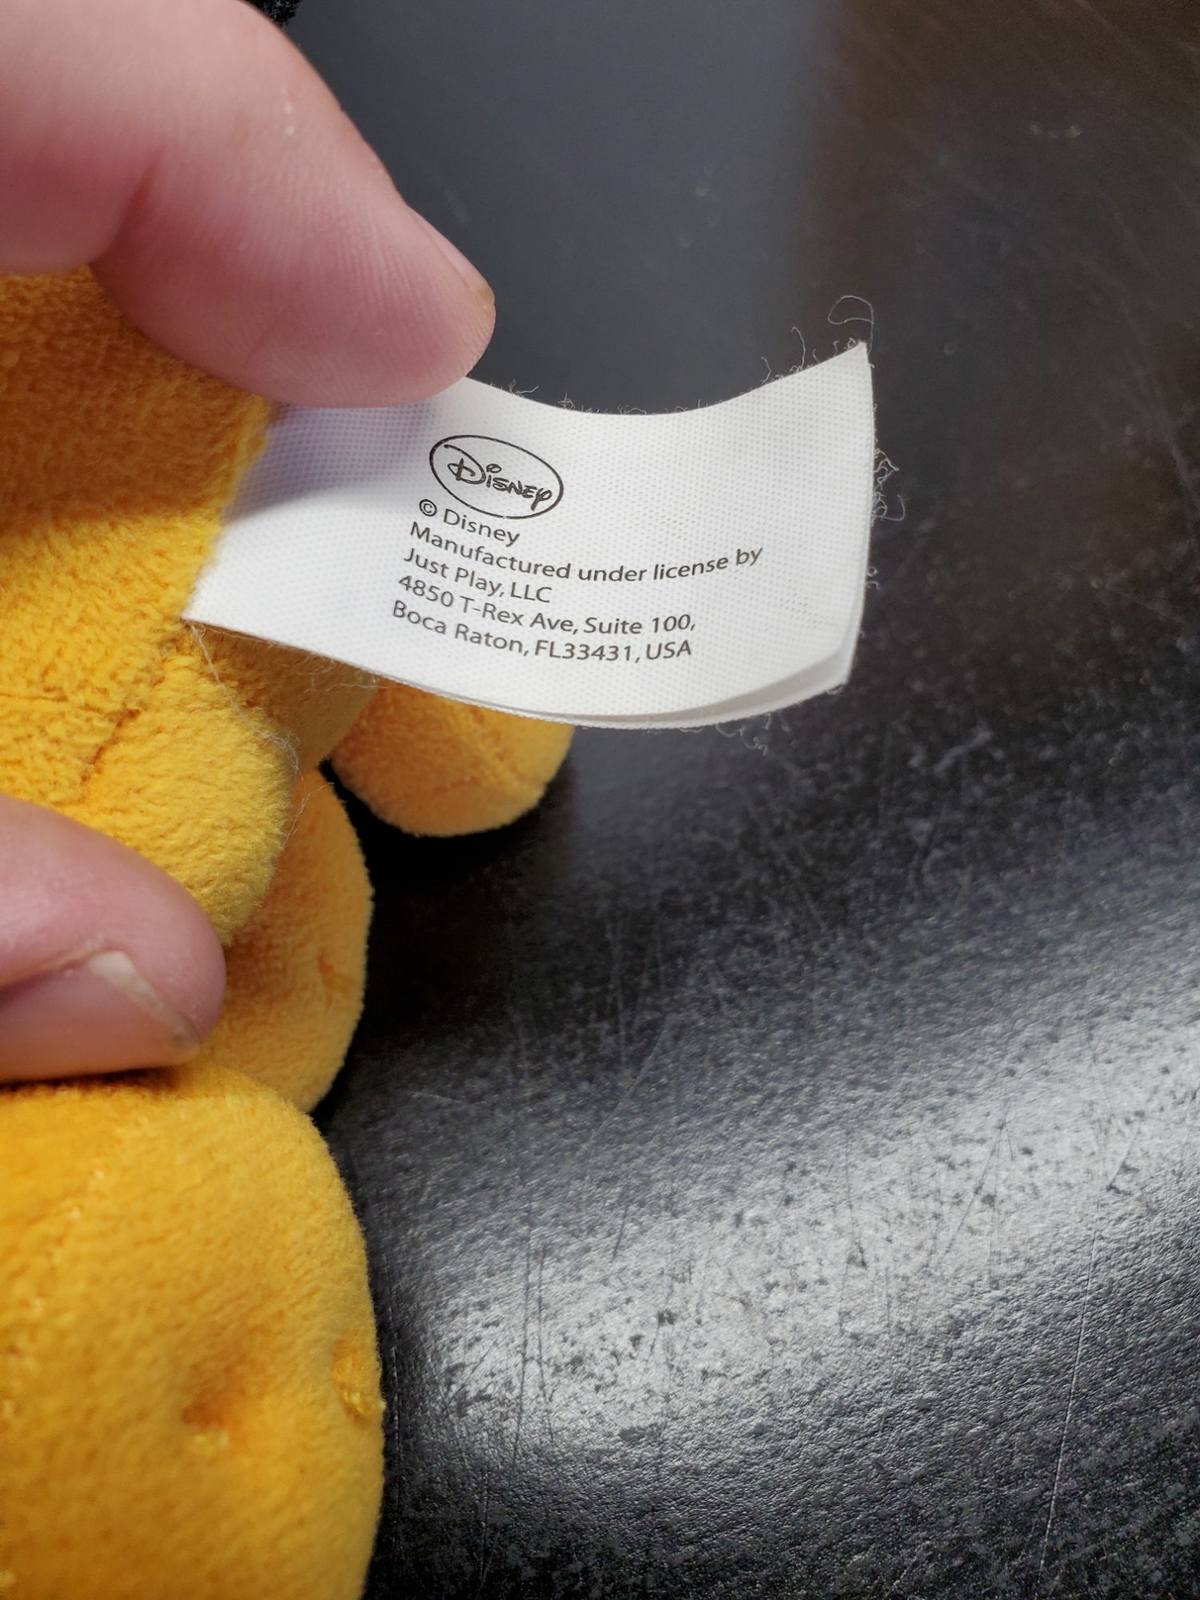 Disney
© Disney
Manufactured under license by
Just Play, LLC
4850 T-Rex Ave, Suite 100,
Boca Raton, FL33431, USA